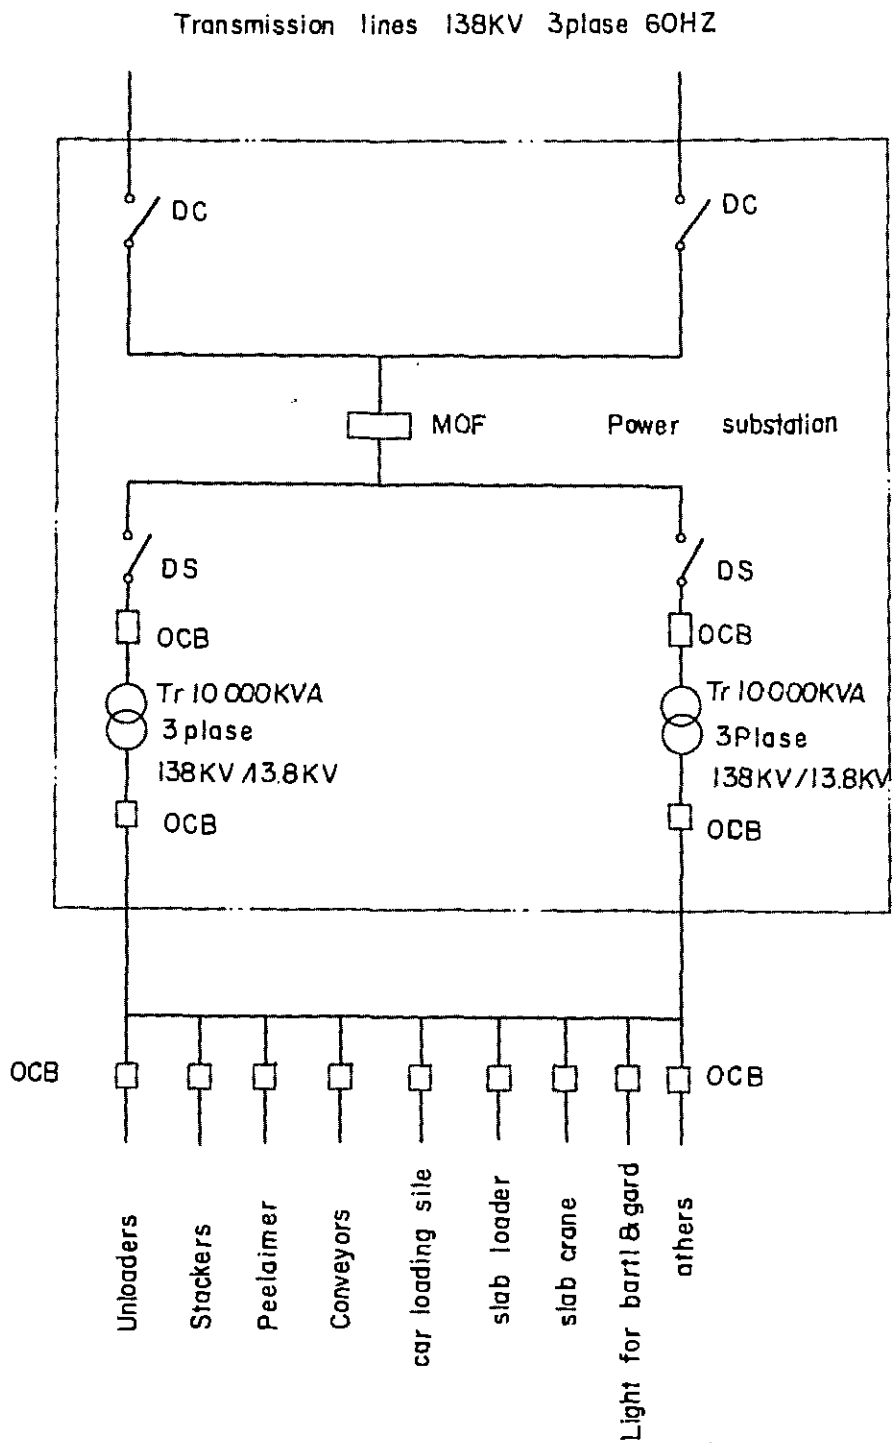 Transmission lines 138KV 3plase 60HZ
DC
DC
MOF
Power substation
DS
DS
OCB
OCB
Tr 10 000KVA
3 plase
138KV/13.8KV
Tr 10 000KVA
3Plase
138KV/13.8KV
OCB
OCB
OCB
OCB
Unloaders
Stackers
Peelaimer
Conveyors
car loading sile
slab loader
slab crane
Light for bartl & gard
athers